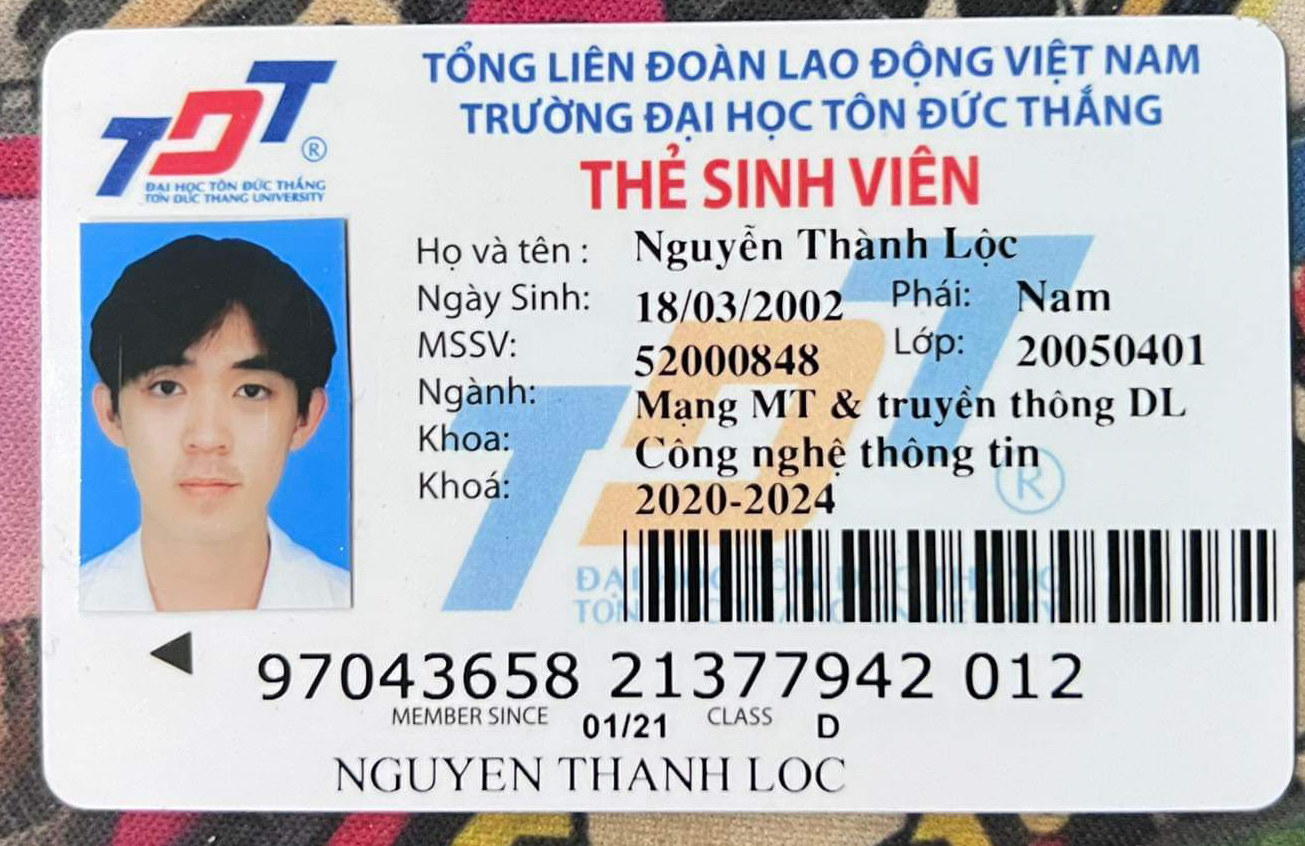 TDT ®
ĐẠI HỌC TÔN ĐỨC THẮNG
TON DUC THANG UNIVERSITY
TỔNG LIÊN ĐOÀN LAO ĐỘNG VIỆT NAM
TRƯỜNG ĐẠI HỌC TÔN ĐỨC THẮNG
THẺ SINH VIÊN
Họ và tên : Nguyễn Thành Lộc
Ngày Sinh: 18/03/2002 Phái: Nam
MSSV: 52000848 Lớp: 20050401
Ngành: Mạng MT & truyền thông DL
Khoa: Công nghệ thông tin
Khoá: 2020-2024
97043658 21377942 012
MEMBER SINCE 01/21 CLASS D
NGUYEN THANH LOC